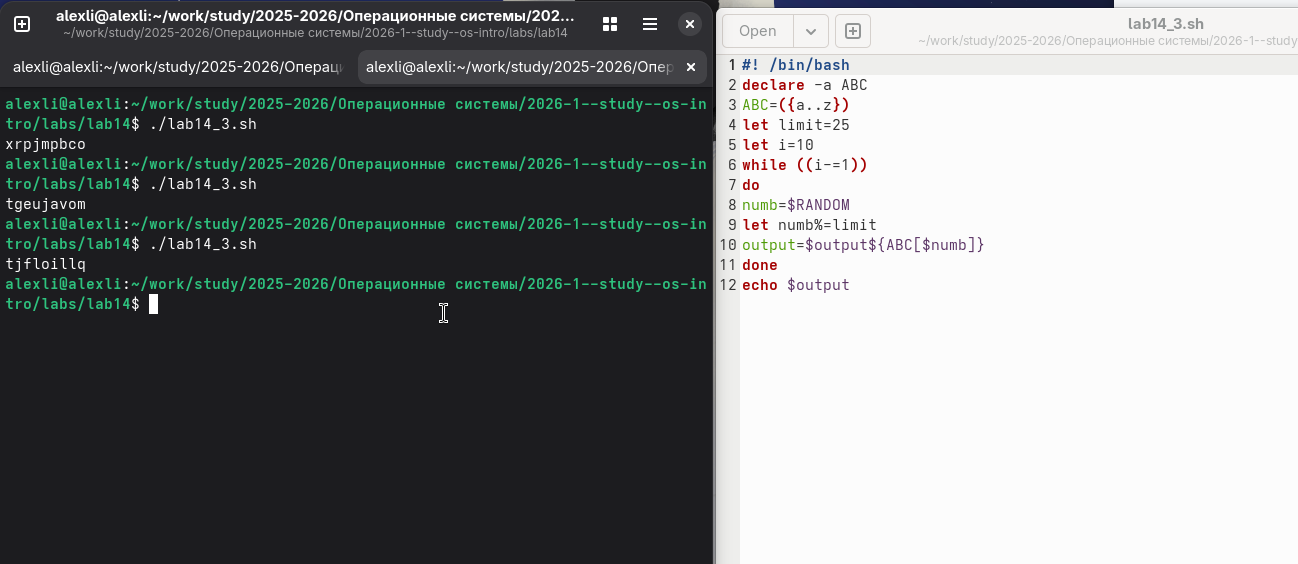 alexli@alexli:~/work/study/2025-2026/Операционные системы/202...
~/work/study/2025-2026/Операционные системы/2026-1--study--os-intro/labs/lab14
alexli@alexli:~/work/study/2025-2026/Операц
alexli@alexli:~/work/study/2025-2026/Опер
alexli@alexli:~/work/study/2025-2026/Операционные системы/2026-1--study--os-in
tro/labs/lab14$ ./lab14_3.sh
xrpjmpbco
alexli@alexli:~/work/study/2025-2026/Операционные системы/2026-1--study--os-in
tro/labs/lab14$ ./lab14_3.sh
tgeujavom
alexli@alexli:~/work/study/2025-2026/Операционные системы/2026-1--study--os-in
tro/labs/lab14$ ./lab14_3.sh
tjfloillq
alexli@alexli:~/work/study/2025-2026/Операционные системы/2026-1--study--os-in
tro/labs/lab14$
Open
lab14_3.sh
~/work/study/2025-2026/Операционные системы/2026-1--study
1 #! /bin/bash
2 declare -a ABC
3 ABC=({a..z})
4 let limit=25
5 let i=10
6 while ((i-=1))
7 do
8 numb=$RANDOM
9 let numb%=limit
10 output=$output${ABC[$numb]}
11 done
12 echo $output